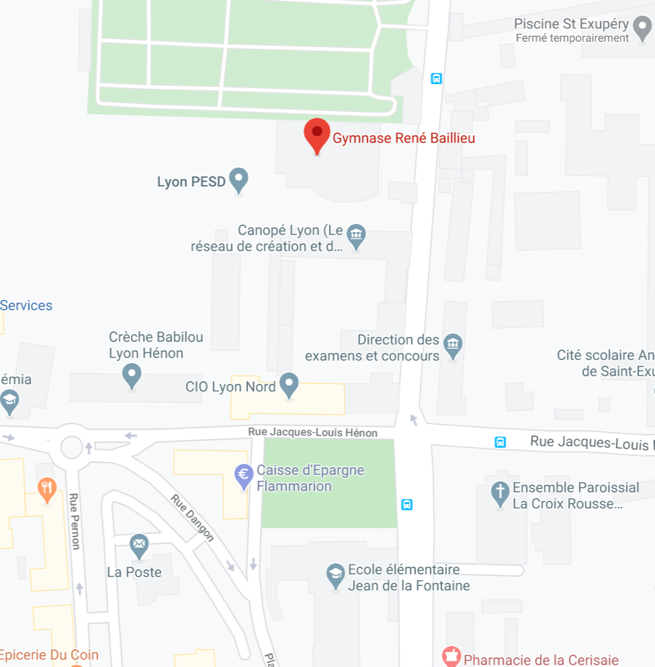 Piscine St Exupéry
Fermé temporairement
Gymnase René Baillieu
Lyon PESD
Canopé Lyon (Le
réseau de création et d...
Services
Crèche Babilou
Lyon Hénon
Direction des
examens et concours
Cité scolaire An
de Saint-Exu
émia
CIO Lyon Nord
Rue Jacques-Louis Hénon
Rue Jacques-Louis
Caisse d'Epargne
Flammarion
€
Ensemble Paroissial
La Croix Rousse...
Rue Pernon
Rue Dangon
La Poste
Ecole élémentaire
Jean de la Fontaine
Epicerie Du Coin
Pla
Pharmacie de la Cerisaie